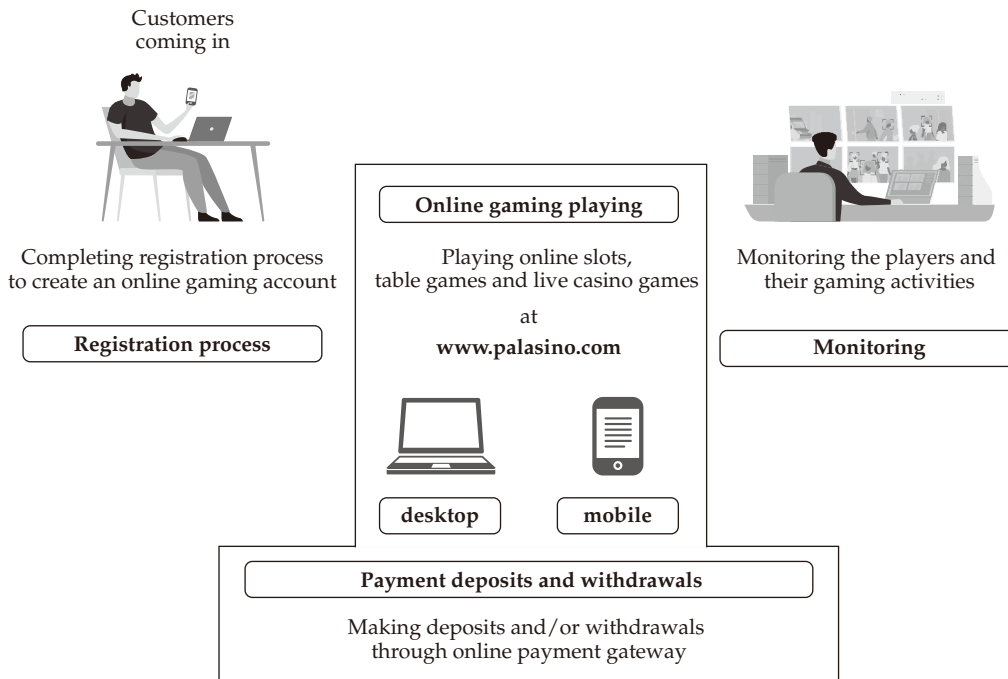 Customers
coming in
Completing registration process
to create an online gaming account
Registration process
Online gaming playing
Playing online slots,
table games and live casino games
at
www.palasino.com
desktop
mobile
Monitoring the players and
their gaming activities
Monitoring
Payment deposits and withdrawals
Making deposits and/or withdrawals
through online payment gateway